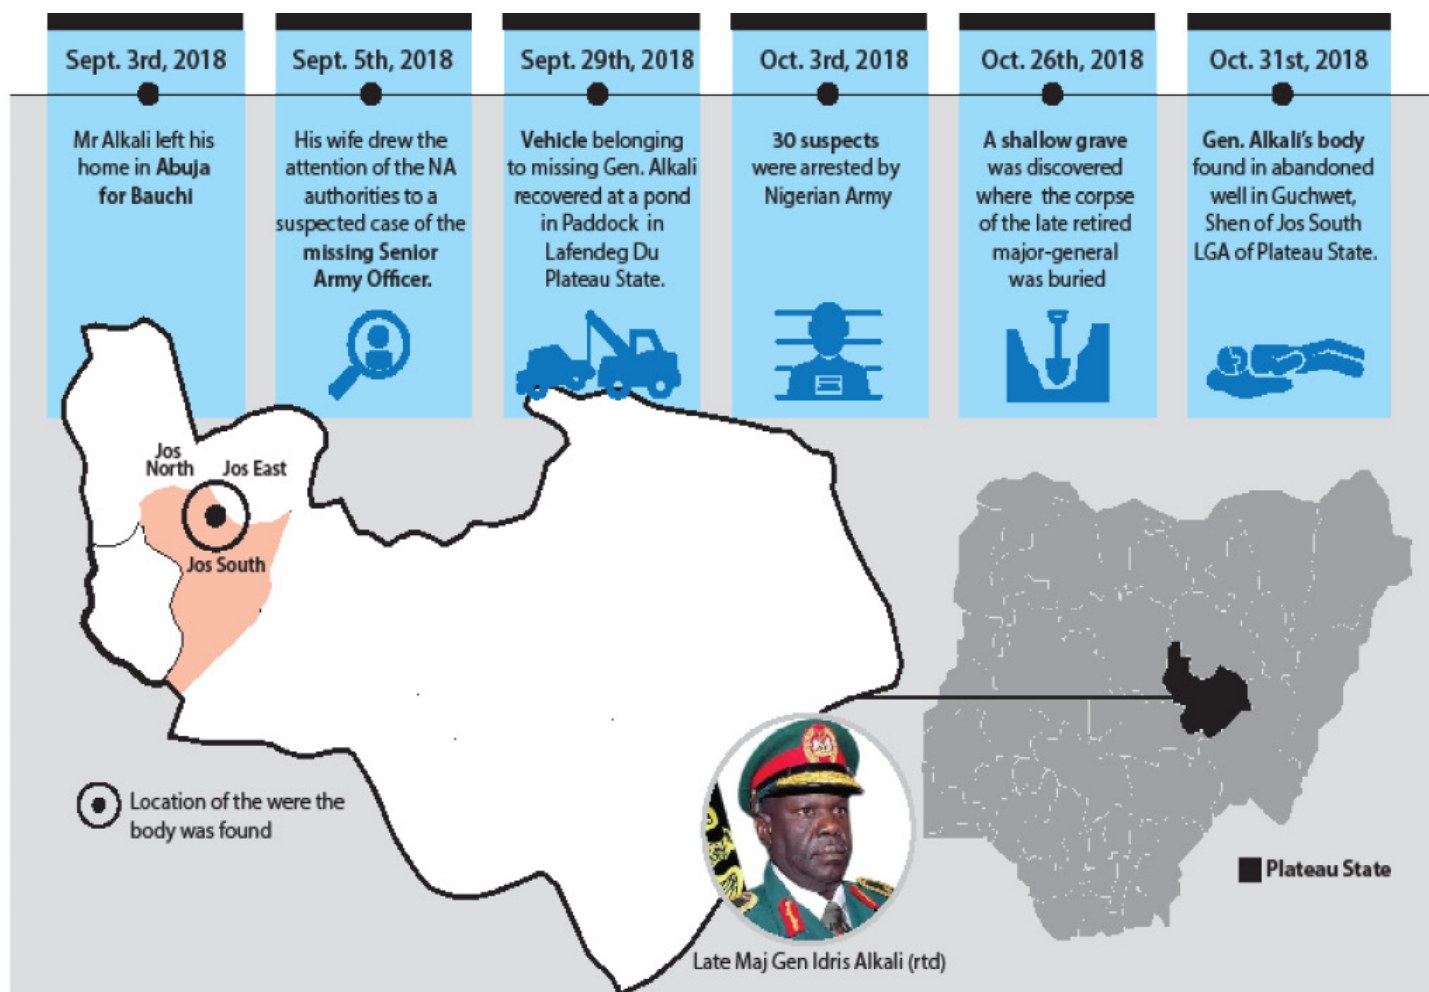 Sept. 3rd, 2018
Mr Alkali left his
home in Abuja
for Bauchi
Sept. 5th, 2018
His wife drew the
attention of the NA
authorities to a
suspected case of the
missing Senior
Army Officer.
Sept. 29th, 2018
Vehicle belonging
to missing Gen. Alkali
recovered at a pond
in Paddock in
Lafendeg Du
Plateau State.
Oct. 3rd, 2018
30 suspects
were arrested by
Nigerian Army
Oct. 26th, 2018
A shallow grave
was discovered
where the corpse
of the late retired
major-general
was buried
Oct. 31st, 2018
Gen. Alkali's body
found in abandoned
well in Guchwet,
Shen of Jos South
LGA of Plateau State.
Jos
North
Jos East
Jos South
Location of the were the
body was found
Late Maj Gen Idris Alkali (rtd)
Plateau State